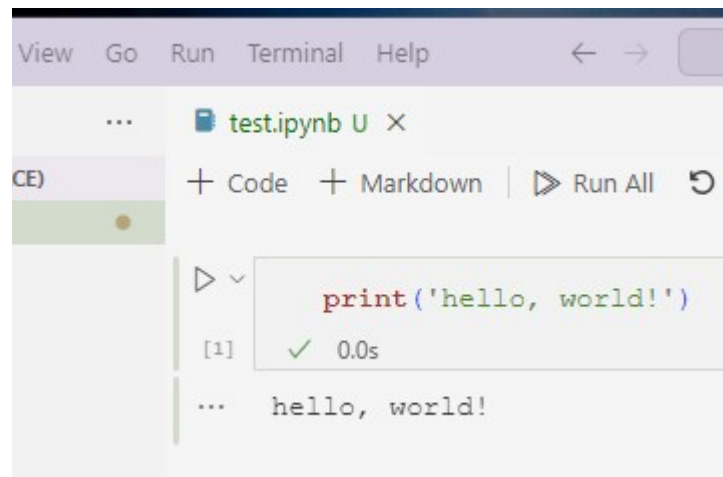 View Go Run Terminal Help
test.ipynb U
CE)
Code Markdown Run All
print('hello, world!')
[1] 0.0s
hello, world!